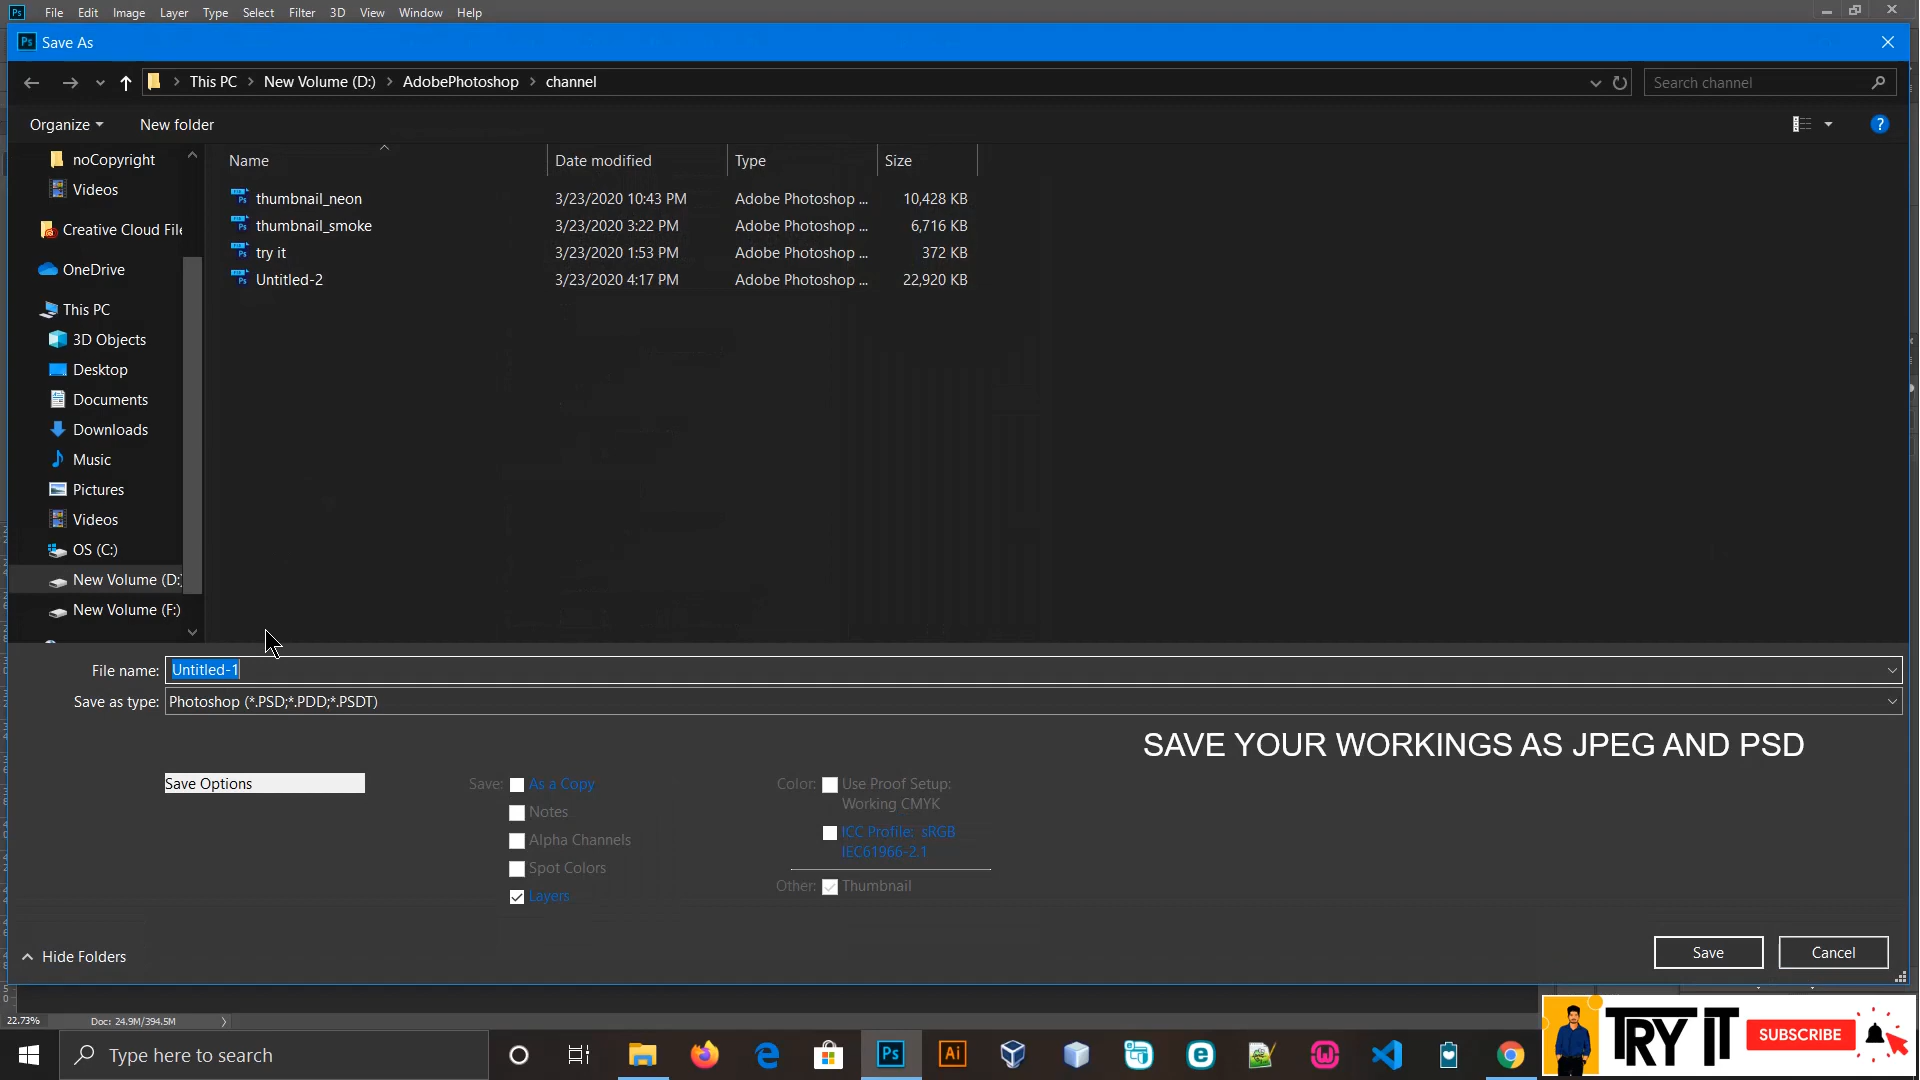 Ps File Edit Image Layer Type Select Filter 3D View Window Help
Ps Save As
This PC New Volume (D:) AdobePhotoshop channel Search channel
Organize New folder
noCopyright
Videos
Creative Cloud File
OneDrive
This PC
3D Objects
Desktop
Documents
Downloads
Music
Pictures
Videos
OS (C:)
New Volume (D:)
New Volume (F:)
Name Date modified Type Size
thumbnail_neon 3/23/2020 10:43 PM Adobe Photoshop ... 10,428 KB
thumbnail_smoke 3/23/2020 3:22 PM Adobe Photoshop ... 6,716 KB
try it 3/23/2020 1:53 PM Adobe Photoshop ... 372 KB
Untitled-2 3/23/2020 4:17 PM Adobe Photoshop ... 22,920 KB
File name: Untitled-1
Save as type: Photoshop (*.PSD;*.PDD;*.PSDT)
SAVE YOUR WORKINGS AS JPEG AND PSD
Save Options
Save: As a Copy
Notes
Alpha Channels
Spot Colors
Layers
Color: Use Proof Setup:
Working CMYK
ICC Profile: sRGB
IEC61966-2.1
Other: Thumbnail
Hide Folders
Save Cancel
22.73% Doc: 24.9M/394.5M
Type here to search
Ps Ai
TRY IT SUBSCRIBE